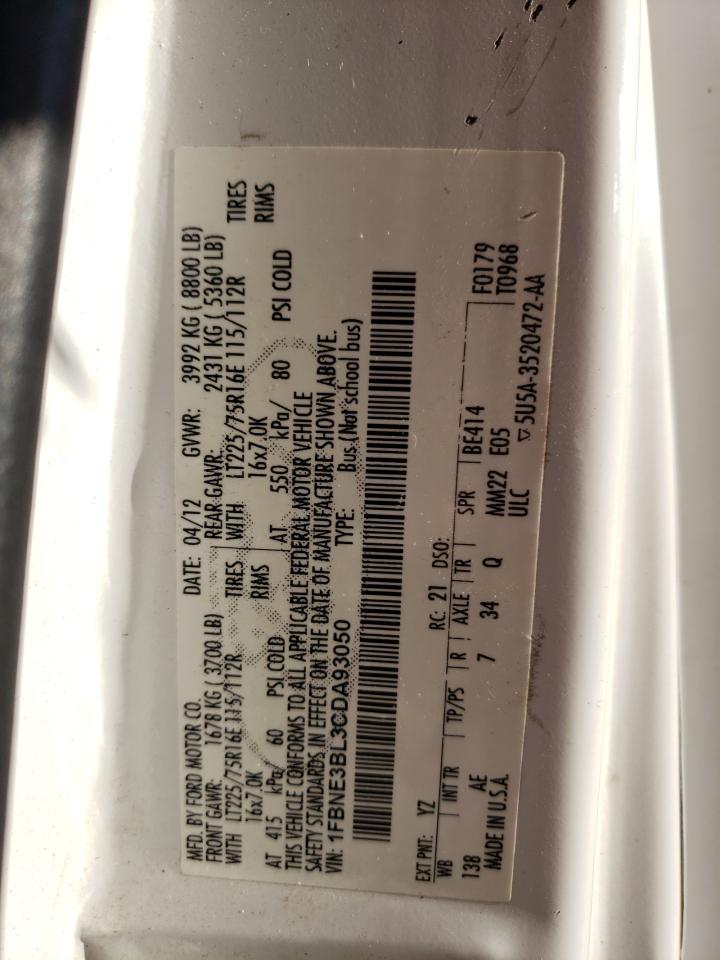 MFD. BY FORD MOTOR CO. DATE: 04/12 GVWR: 3992 KG ( 8800 LB)
FRONT GAWR: 1678 KG ( 3700 LB) REAR GAWR: 2431 KG ( 5360 LB)
WITH LT225/75R16E 115/112R TIRES WITH LT225/75R16E 115/112R TIRES
16x7.0K RIMS 16x7.0K RIMS
AT 415 kPa/ 60 PSI COLD AT 550 kPa/ 80 PSI COLD
THIS VEHICLE CONFORMS TO ALL APPLICABLE FEDERAL MOTOR VEHICLE
SAFETY STANDARDS IN EFFECT ON THE DATE OF MANUFACTURE SHOWN ABOVE.
VIN: 1FBNE3BL3CDA93050 TYPE: Bus (Not school bus)
EXT PNT: YZ RC: 21 DSO:
WB INT TR TP/PS R AXLE TR SPR BE414 F0179
138 AE 7 34 Q MM22 E05 T0968
MADE IN U.S.A. ULC
5U5A-3520472-AA